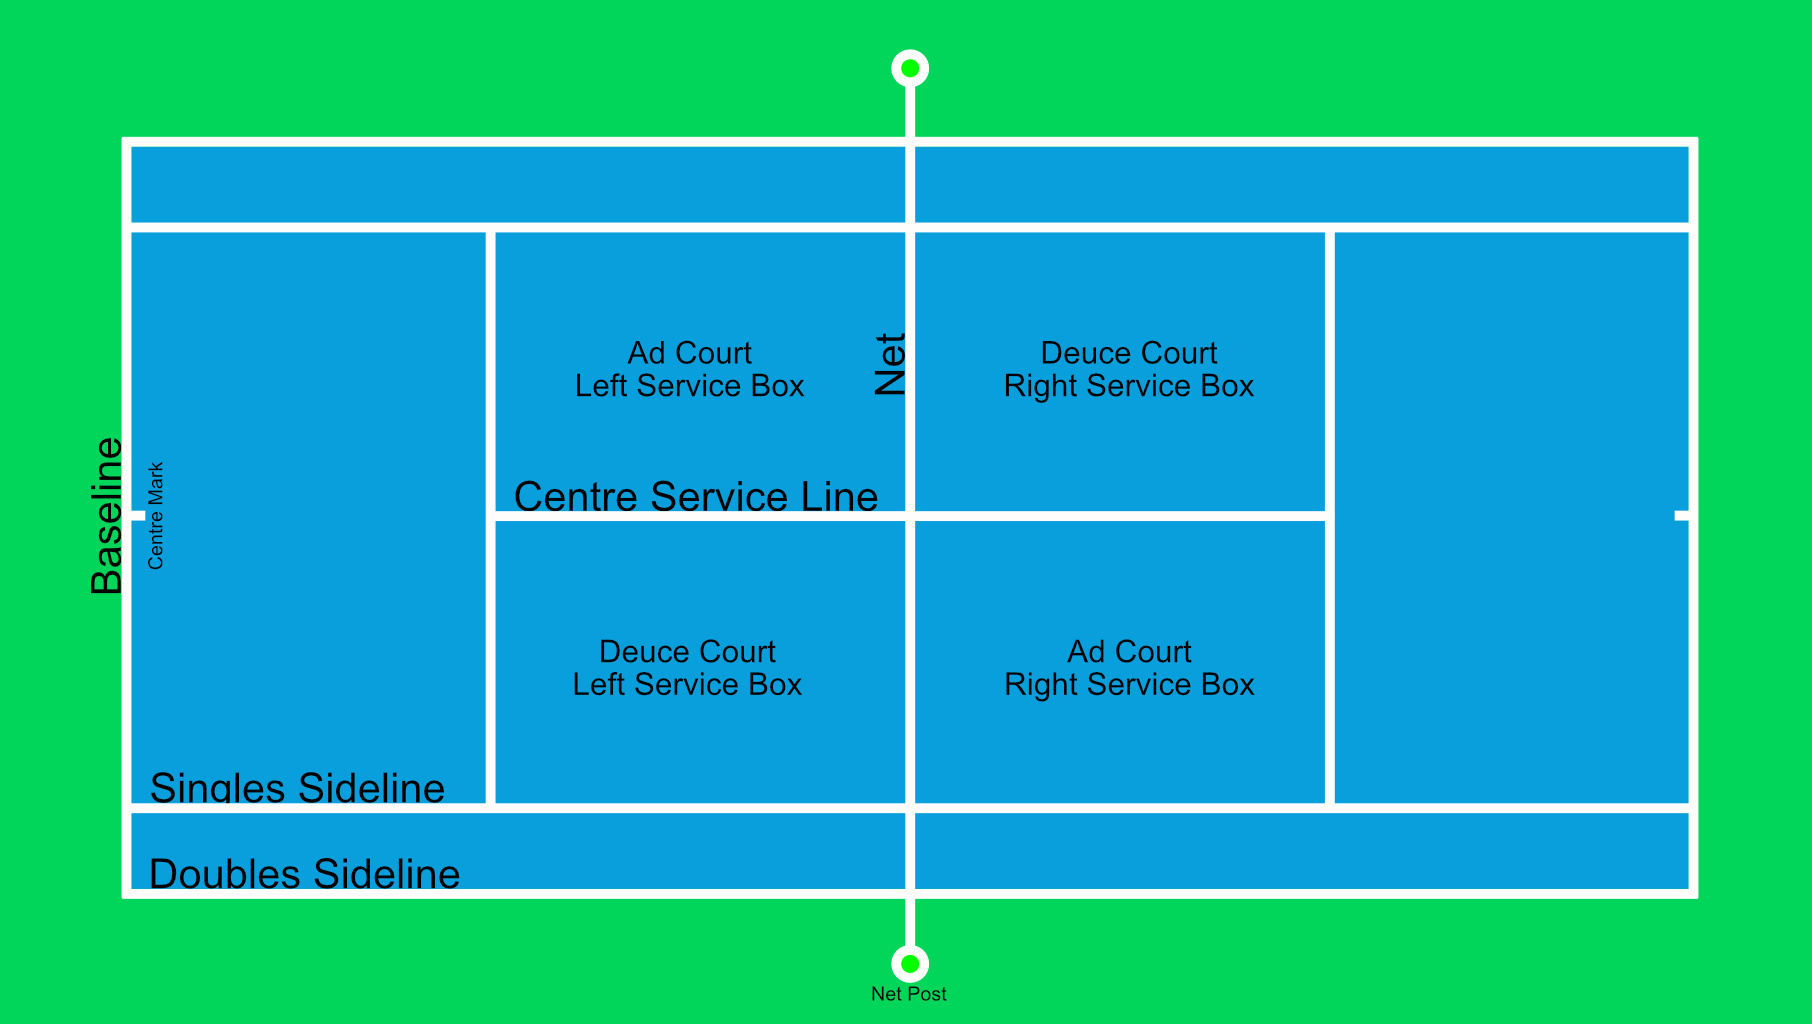 Ad Court
Left Service Box
Net
Deuce Court
Right Service Box
Baseline
Centre Mark
Centre Service Line
Deuce Court
Left Service Box
Ad Court
Right Service Box
Singles Sideline
Doubles Sideline
Net Post